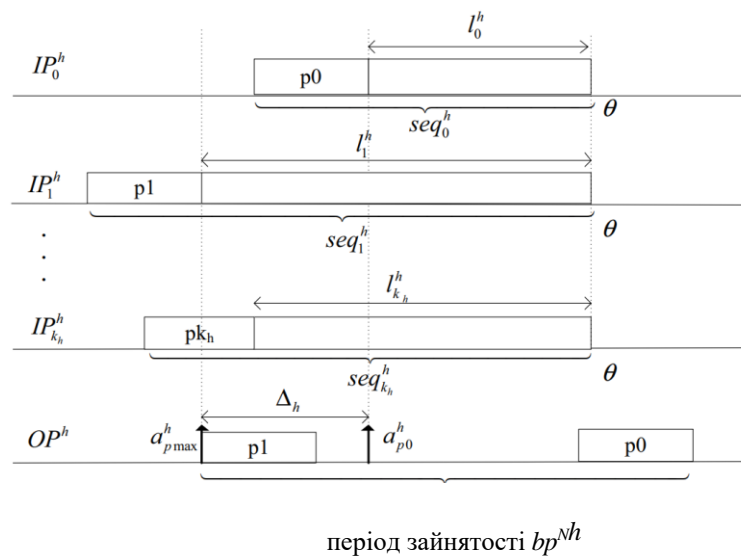 l_0^h
IP_0^h
p0
seq_0^h
θ
l_1^h
IP_1^h
p1
seq_1^h
θ
.
.
.
l_{k_h}^h
IP_{k_h}^h
pk_h
seq_{k_h}^h
θ
Δ_h
OP^h
a_{p max}^h
p1
a_{p0}^h
p0
період зайнятості bp^{Nh}